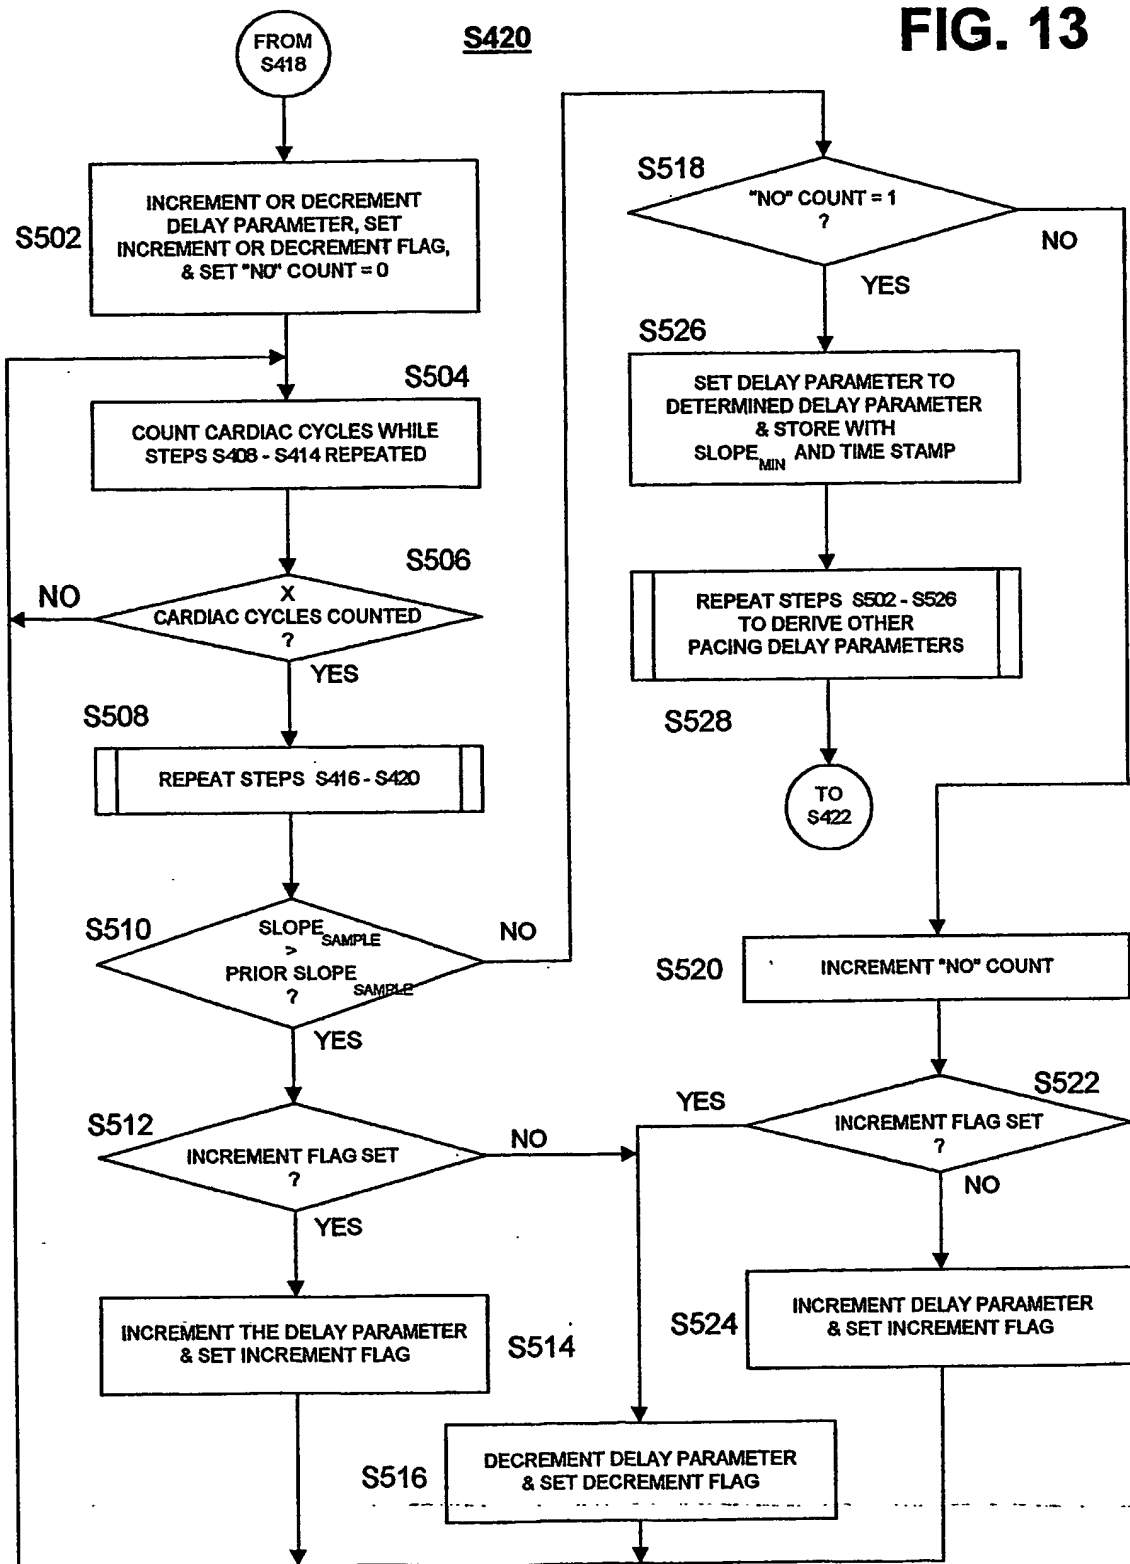 FIG. 13
S420
FROM
S418
S502
INCREMENT OR DECREMENT
DELAY PARAMETER, SET
INCREMENT OR DECREMENT FLAG,
& SET "NO" COUNT = 0
S504
COUNT CARDIAC CYCLES WHILE
STEPS S408 - S414 REPEATED
S506
X
CARDIAC CYCLES COUNTED
?
NO
YES
S508
REPEAT STEPS S416 - S420
S510
SLOPE SAMPLE
>
PRIOR SLOPE SAMPLE
?
NO
YES
S512
INCREMENT FLAG SET
?
NO
YES
INCREMENT THE DELAY PARAMETER
& SET INCREMENT FLAG
S514
S516
DECREMENT DELAY PARAMETER
& SET DECREMENT FLAG
S518
"NO" COUNT = 1
?
NO
YES
S526
SET DELAY PARAMETER TO
DETERMINED DELAY PARAMETER
& STORE WITH
SLOPE MIN AND TIME STAMP
REPEAT STEPS S502 - S526
TO DERIVE OTHER
PACING DELAY PARAMETERS
S528
TO
S422
S520
INCREMENT "NO" COUNT
S522
INCREMENT FLAG SET
?
YES
NO
S524
INCREMENT DELAY PARAMETER
& SET INCREMENT FLAG